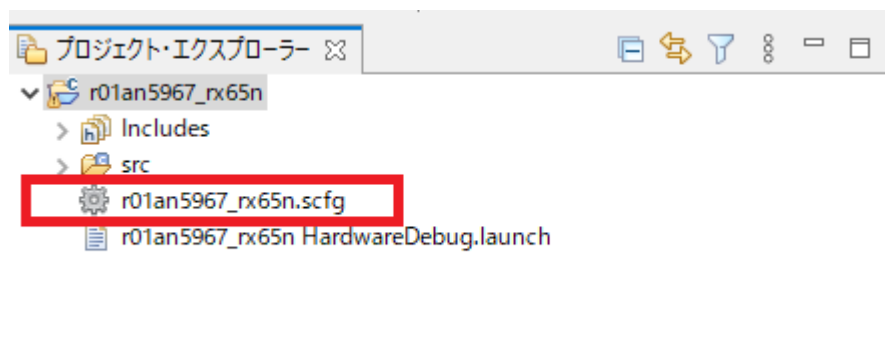 プロジェクト・エクスプローラー
r01an5967_rx65n
Includes
src
r01an5967_rx65n.scfg
r01an5967_rx65n HardwareDebug.launch